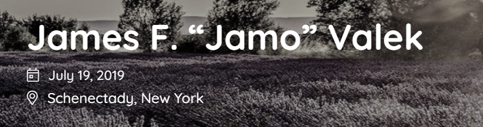 James F. “Jamo” Valek
July 19, 2019
Schenectady, New York